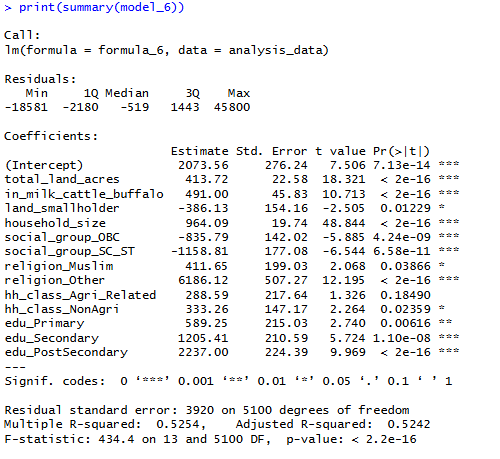 > print(summary(model_6))
Call:
lm(formula = formula_6, data = analysis_data)
Residuals:
Min 1Q Median 3Q Max
-18581 -2180 -519 1443 45800
Coefficients:
Estimate Std. Error t value Pr(>|t|)
(Intercept) 2073.56 276.24 7.506 7.13e-14 ***
total_land_acres 413.72 22.58 18.321 < 2e-16 ***
in_milk_cattle_buffalo 491.00 45.83 10.713 < 2e-16 ***
land_smallholder -386.13 154.16 -2.505 0.01229 *
household_size 964.09 19.74 48.844 < 2e-16 ***
social_group_OBC -835.79 142.02 -5.885 4.24e-09 ***
social_group_SC_ST -1158.81 177.08 -6.544 6.58e-11 ***
religion_Muslim 411.65 199.03 2.068 0.03866 *
religion_Other 6186.12 507.27 12.195 < 2e-16 ***
hh_class_Agri_Related 288.59 217.64 1.326 0.18490
hh_class_NonAgri 333.26 147.17 2.264 0.02359 *
edu_Primary 589.25 215.03 2.740 0.00616 **
edu_Secondary 1205.41 210.59 5.724 1.10e-08 ***
edu_PostSecondary 2237.00 224.39 9.969 < 2e-16 ***
---
Signif. codes: 0 ‘***’ 0.001 ‘**’ 0.01 ‘*’ 0.05 ‘.’ 0.1 ‘ ’ 1
Residual standard error: 3920 on 5100 degrees of freedom
Multiple R-squared: 0.5254, Adjusted R-squared: 0.5242
F-statistic: 434.4 on 13 and 5100 DF, p-value: < 2.2e-16